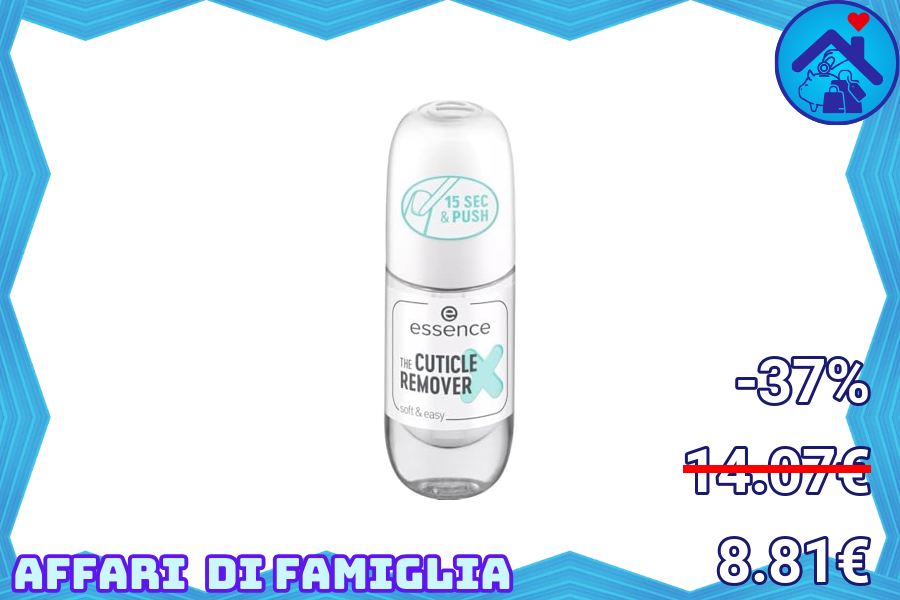 15 SEC
& PUSH
essence
THE CUTICLE
REMOVER
soft & easy
-37%
14.07€
8.81€
AFFARI DI FAMIGLIA